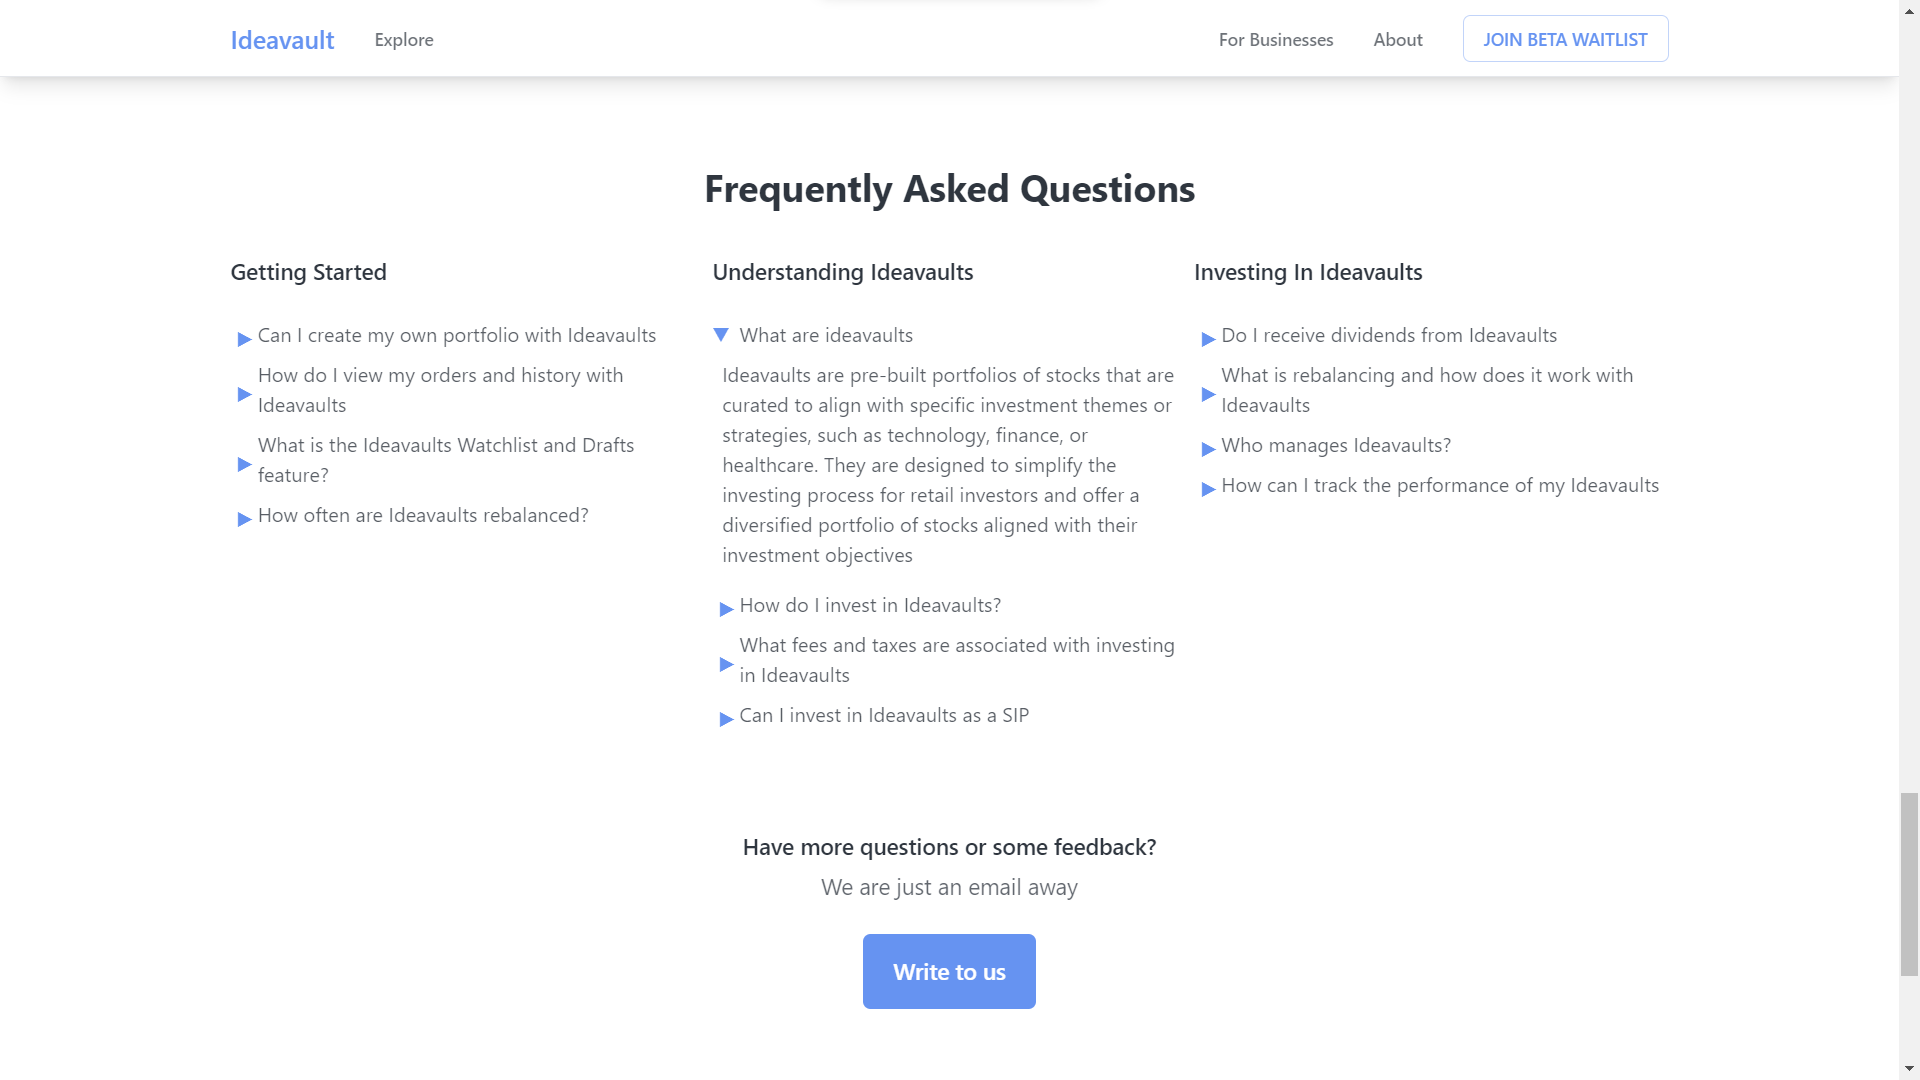 Ideavault
Explore
For Businesses
About
JOIN BETA WAITLIST
Frequently Asked Questions
Getting Started
Can I create my own portfolio with Ideavaults
How do I view my orders and history with
Ideavaults
What is the Ideavaults Watchlist and Drafts
feature?
How often are Ideavaults rebalanced?
Understanding Ideavaults
What are ideavaults
Ideavaults are pre-built portfolios of stocks that are
curated to align with specific investment themes or
strategies, such as technology, finance, or
healthcare. They are designed to simplify the
investing process for retail investors and offer a
diversified portfolio of stocks aligned with their
investment objectives
How do I invest in Ideavaults?
What fees and taxes are associated with investing
in Ideavaults
Can I invest in Ideavaults as a SIP
Investing In Ideavaults
Do I receive dividends from Ideavaults
What is rebalancing and how does it work with
Ideavaults
Who manages Ideavaults?
How can I track the performance of my Ideavaults
Have more questions or some feedback?
We are just an email away
Write to us